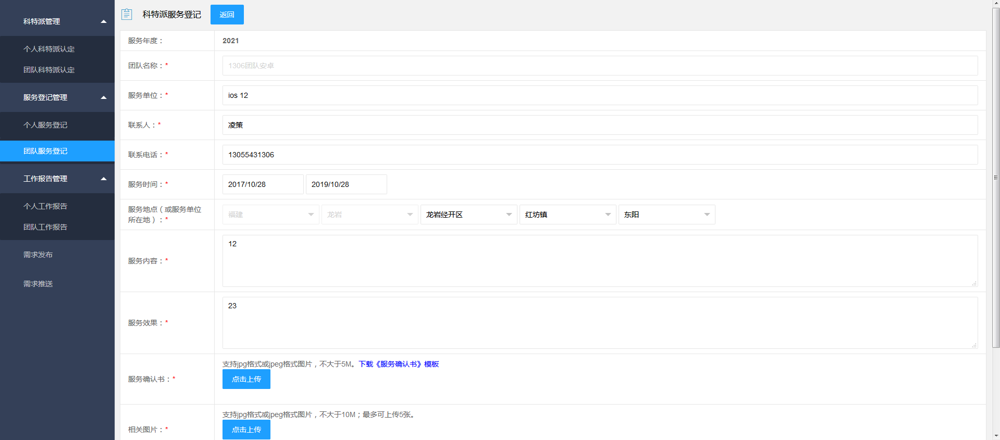 科特派管理
个人科特派认定
团队科特派认定
服务登记管理
个人服务登记
团队服务登记
工作报告管理
个人工作报告
团队工作报告
需求发布
需求推送
科特派服务登记 返回
服务年度： 2021
团队名称：* 1306团队安卓
服务单位：* ios 12
联系人：* 凌策
联系电话：* 13055431306
服务时间：* 2017/10/28 2019/10/28
服务地点（或服务单位
所在地）：* 福建 龙岩 龙岩经开区 红坊镇 东阳
服务内容：* 12
服务效果：* 23
服务确认书：* 支持jpg格式或jpeg格式图片，不大于5M。下载《服务确认书》模板
点击上传
相关图片：* 支持jpg格式或jpeg格式图片，不大于10M；最多可上传5张。
点击上传